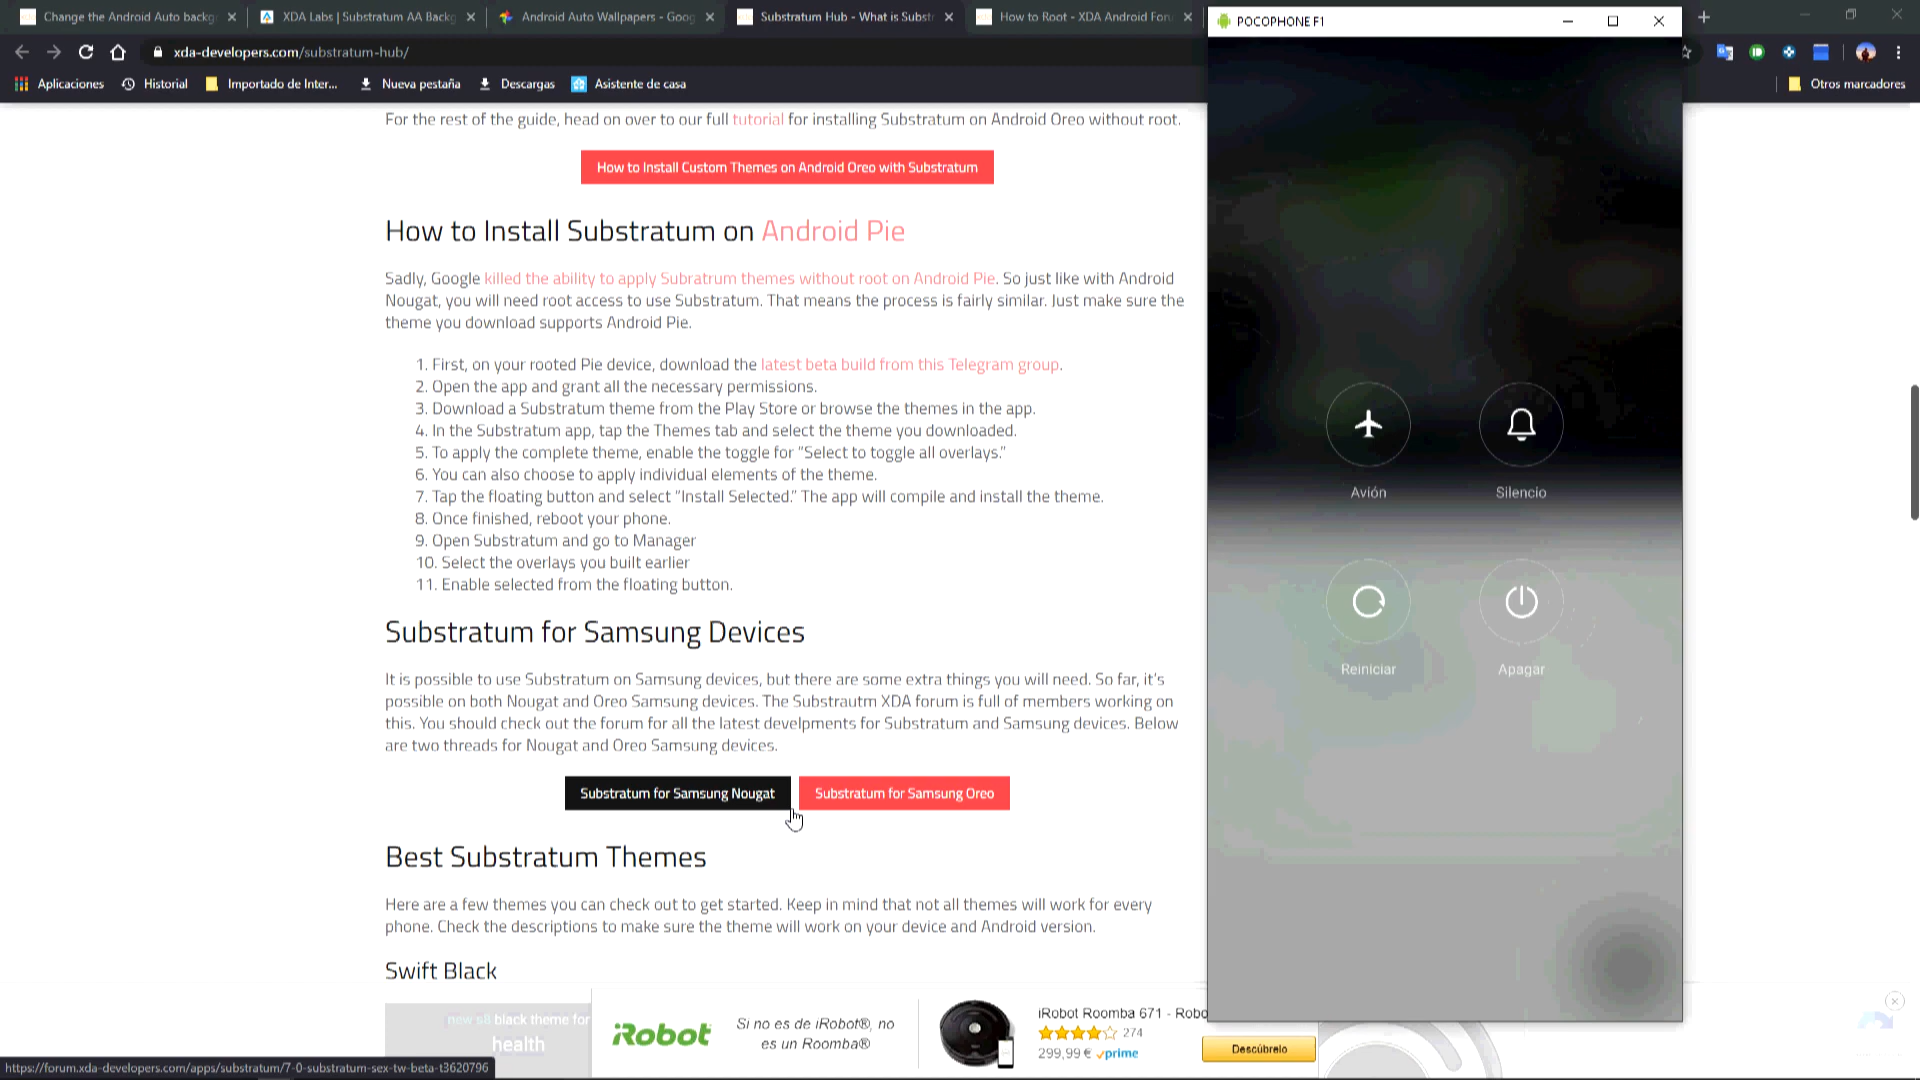 Change the Android Auto backg
XDA Labs | Substratum AA Backg
Android Auto Wallpapers - Goog
Substratum Hub - What is Substr
How to Root - XDA Android Foru
xda-developers.com/substratum-hub/
Aplicaciones
Historial
Importado de Inter...
Nueva pestaña
Descargas
Asistente de casa
Otros marcadores
For the rest of the guide, head on over to our full tutorial for installing Substratum on Android Oreo without root.
How to Install Custom Themes on Android Oreo with Substratum
How to Install Substratum on Android Pie
Sadly, Google killed the ability to apply Subratrum themes without root on Android Pie. So just like with Android
Nougat, you will need root access to use Substratum. That means the process is fairly similar. Just make sure the
theme you download supports Android Pie.
1. First, on your rooted Pie device, download the latest beta build from this Telegram group.
2. Open the app and grant all the necessary permissions.
3. Download a Substratum theme from the Play Store or browse the themes in the app.
4. In the Substratum app, tap the Themes tab and select the theme you downloaded.
5. To apply the complete theme, enable the toggle for “Select to toggle all overlays.”
6. You can also choose to apply individual elements of the theme.
7. Tap the floating button and select “Install Selected.” The app will compile and install the theme.
8. Once finished, reboot your phone.
9. Open Substratum and go to Manager
10. Select the overlays you built earlier
11. Enable selected from the floating button.
Substratum for Samsung Devices
It is possible to use Substratum on Samsung devices, but there are some extra things you will need. So far, it's
possible on both Nougat and Oreo Samsung devices. The Substrautm XDA forum is full of members working on
this. You should check out the forum for all the latest develpments for Substratum and Samsung devices. Below
are two threads for Nougat and Oreo Samsung devices.
Substratum for Samsung Nougat
Substratum for Samsung Oreo
Best Substratum Themes
Here are a few themes you can check out to get started. Keep in mind that not all themes will work for every
phone. Check the descriptions to make sure the theme will work on your device and Android version.
Swift Black
new s8 black theme for
health
iRobot
Si no es de iRobot®, no
es un Roomba®
iRobot Roomba 671 - Robo
274
299,99 € prime
Descúbrelo
https://forum.xda-developers.com/apps/substratum/7-0-substratum-sex-tw-beta-t3620796
POCOPHONE F1
Avión
Silencio
Reiniciar
Apagar